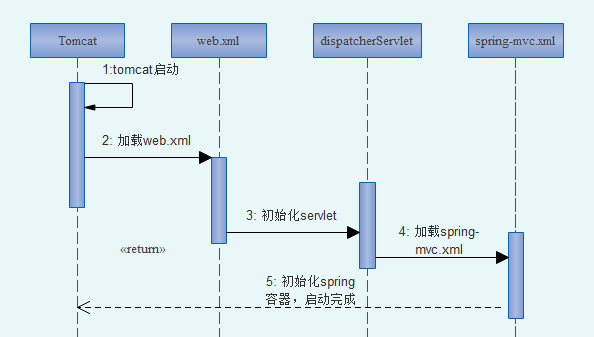 Tomcat
web.xml
dispatcherServlet
spring-mvc.xml
1:tomcat启动
2: 加载web.xml
3: 初始化servlet
4: 加载spring-
mvc.xml
«return»
5: 初始化spring
容器，启动完成